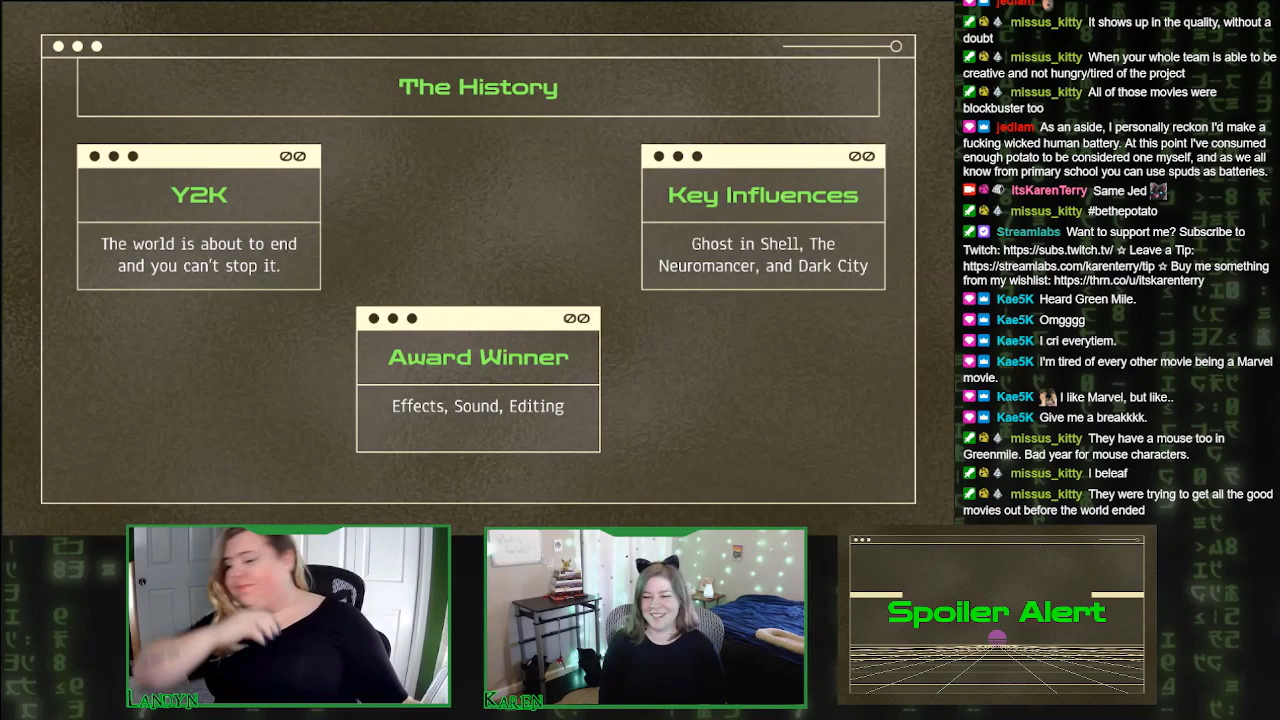 The History
Y2K
The world is about to end
and you can't stop it.
Key Influences
Ghost in Shell, The
Neuromancer, and Dark City
Award Winner
Effects, Sound, Editing
jediam
missus_kitty It shows up in the quality, without a
doubt
missus_kitty When your whole team is able to be
creative and not hungry/tired of the project
missus_kitty All of those movies were
blockbuster too
jediam As an aside, I personally reckon I'd make a
fucking wicked human battery. At this point I've consumed
enough potato to be considered one myself, and as we all
know from primary school you can use spuds as batteries.
itsKarenTerry Same Jed
missus_kitty #bethepotato
Streamlabs Want to support me? Subscribe to
Twitch: https://subs.twitch.tv/ ☆ Leave a Tip:
https://streamlabs.com/karenterry/tip ☆ Buy me something
from my wishlist: https://thrn.co/u/itskarenterry
Kae5K Heard Green Mile.
Kae5K Omgggg
Kae5K I cri everytiem.
Kae5K I'm tired of every other movie being a Marvel
movie.
Kae5K I like Marvel, but like..
Kae5K Give me a breakkkk.
missus_kitty They have a mouse too in
Greenmile. Bad year for mouse characters.
missus_kitty I beleaf
missus_kitty They were trying to get all the good
movies out before the world ended
Landyn
Karen
Spoiler Alert